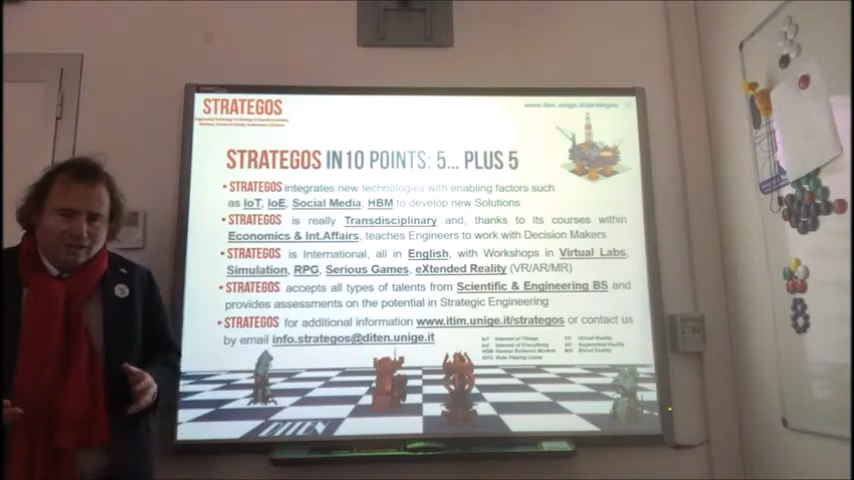 STRATEGOS
www.itim.unige.it/strategos
STRATEGOS IN 10 POINTS: 5... PLUS 5
• STRATEGOS integrates new technologies with enabling factors such
as IoT, IoE, Social Media, HBM to develop new Solutions
• STRATEGOS is really Transdisciplinary and, thanks to its courses within
Economics & Int.Affairs, teaches Engineers to work with Decision Makers
• STRATEGOS is International, all in English, with Workshops in Virtual Labs,
Simulation, RPG, Serious Games, eXtended Reality (VR/AR/MR)
• STRATEGOS accepts all types of talents from Scientific & Engineering BS and
provides assessments on the potential in Strategic Engineering
• STRATEGOS for additional information www.itim.unige.it/strategos or contact us
by email info.strategos@diten.unige.it
IoT Internet of Things VR Virtual Reality
IoE Internet of Everything AR Augmented Reality
HBM Human Behavior Models MR Mixed Reality
RPG Role Playing Game
DITEN